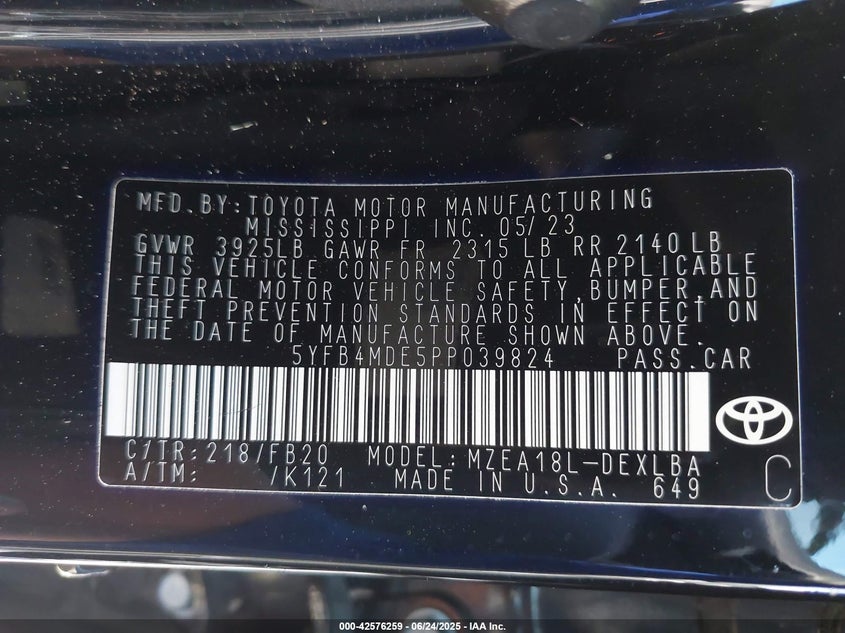 MFD.BY:TOYOTA MOTOR MANUFACTURING
MISSISSIPPI INC. 05/23
GVWR 3925LB GAWR FR 2315 LB RR 2140LB
THIS VEHICLE CONFORMS TO ALL APPLICABLE
FEDERAL MOTOR VEHICLE SAFETY,BUMPER,AND
THEFT PREVENTION STANDARDS IN EFFECT ON
THE DATE OF MANUFACTURE SHOWN ABOVE.
5YFB4MDE5PP039824 PASS.CAR
C/TR:218/FB20 MODEL:MZEA18L-DEXLBA
A/TM: /K121 MADE IN U.S.A. 649
C
000-42576259 - 06/24/2025 - IAA Inc.